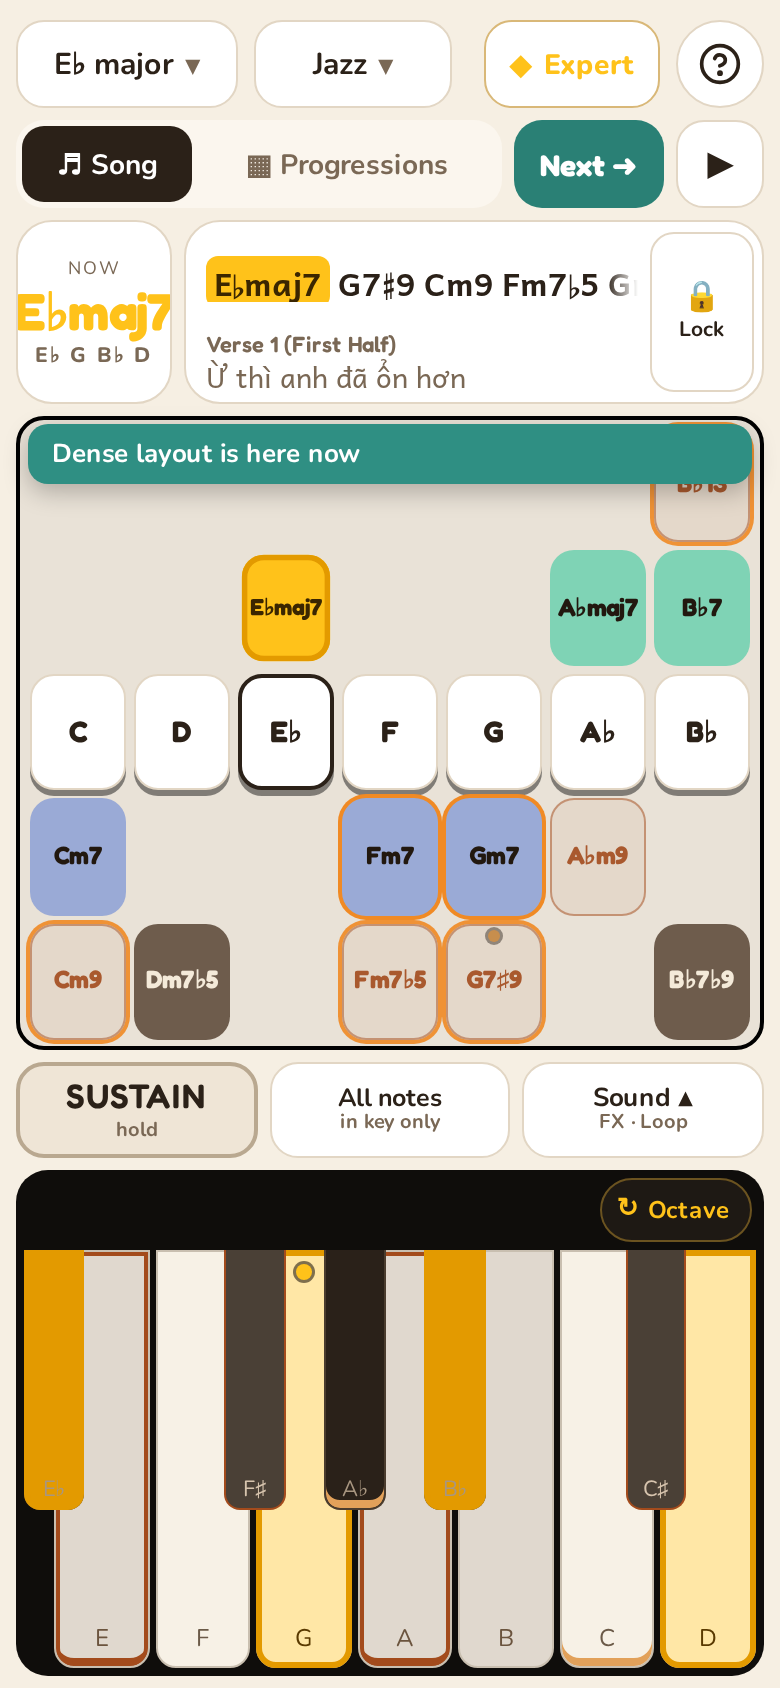 E♭ major ▼
Jazz ▼
◆ Expert
?
♬ Song
▦ Progressions
Next ➜
▶
NOW
E♭maj7
E♭ G B♭ D
E♭maj7 G7♯9 Cm9 Fm7♭5
Verse 1 (First Half)
Ừ thì anh đã ổn hơn
🔒
Lock
Dense layout is here now
B♭13
E♭maj7
A♭maj7
B♭7
C D E♭ F G A♭ B♭
Cm7
Fm7
Gm7
A♭m9
Cm9
Dm7♭5
Fm7♭5
G7♯9
B♭7♭9
SUSTAIN
hold
All notes
in key only
Sound ▲
FX · Loop
↻ Octave
E♭ F♯ A♭ B♭ C♯
E F G A B C D